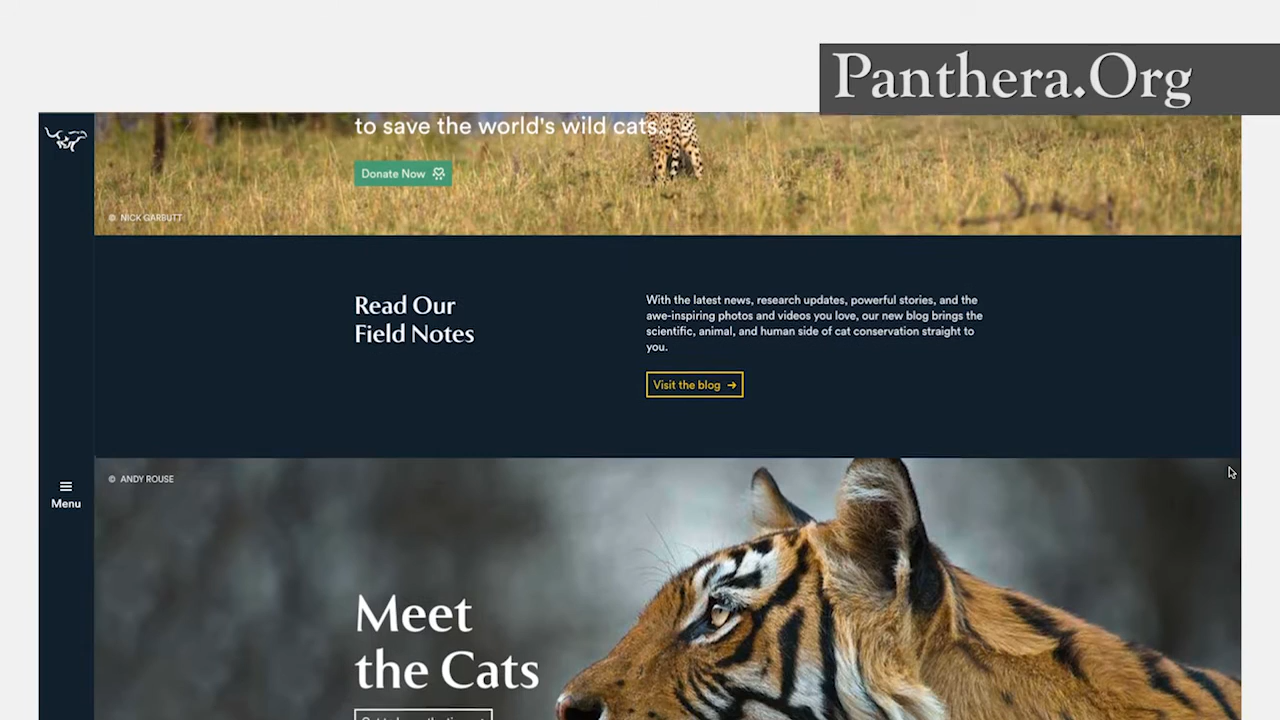 Panthera.Org
to save the world's wild cats.
Donate Now
© NICK GARBUTT
Read Our
Field Notes
With the latest news, research updates, powerful stories, and the
awe-inspiring photos and videos you love, our new blog brings the
scientific, animal, and human side of cat conservation straight to
you.
Visit the blog →
© ANDY ROUSE
Menu
Meet
the Cats